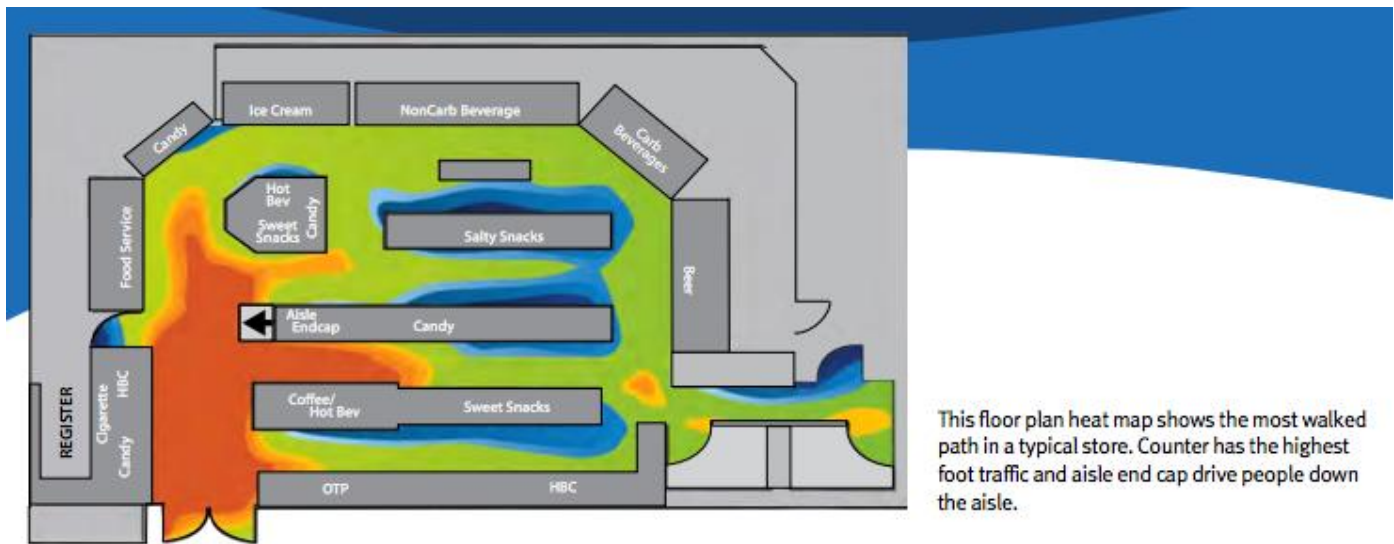 Ice Cream
NonCarb Beverage
Candy
Carb
Beverages
Hot
Bev
Sweet
Snacks
Candy
Food Service
Salty Snacks
Beer
Aisle
Endcap
Candy
REGISTER
Cigarette
HBC
Candy
Coffee/
Hot Bev
Sweet Snacks
OTP
HBC
This floor plan heat map shows the most walked
path in a typical store. Counter has the highest
foot traffic and aisle end cap drive people down
the aisle.